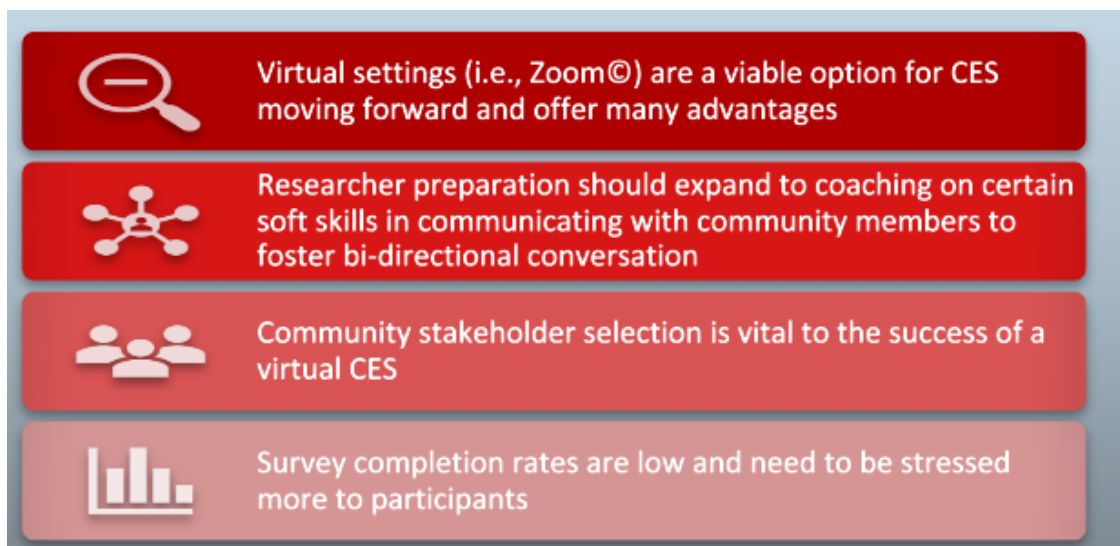 Virtual settings (i.e., Zoom©) are a viable option for CES
moving forward and offer many advantages
Researcher preparation should expand to coaching on certain
soft skills in communicating with community members to
foster bi-directional conversation
Community stakeholder selection is vital to the success of a
virtual CES
Survey completion rates are low and need to be stressed
more to participants